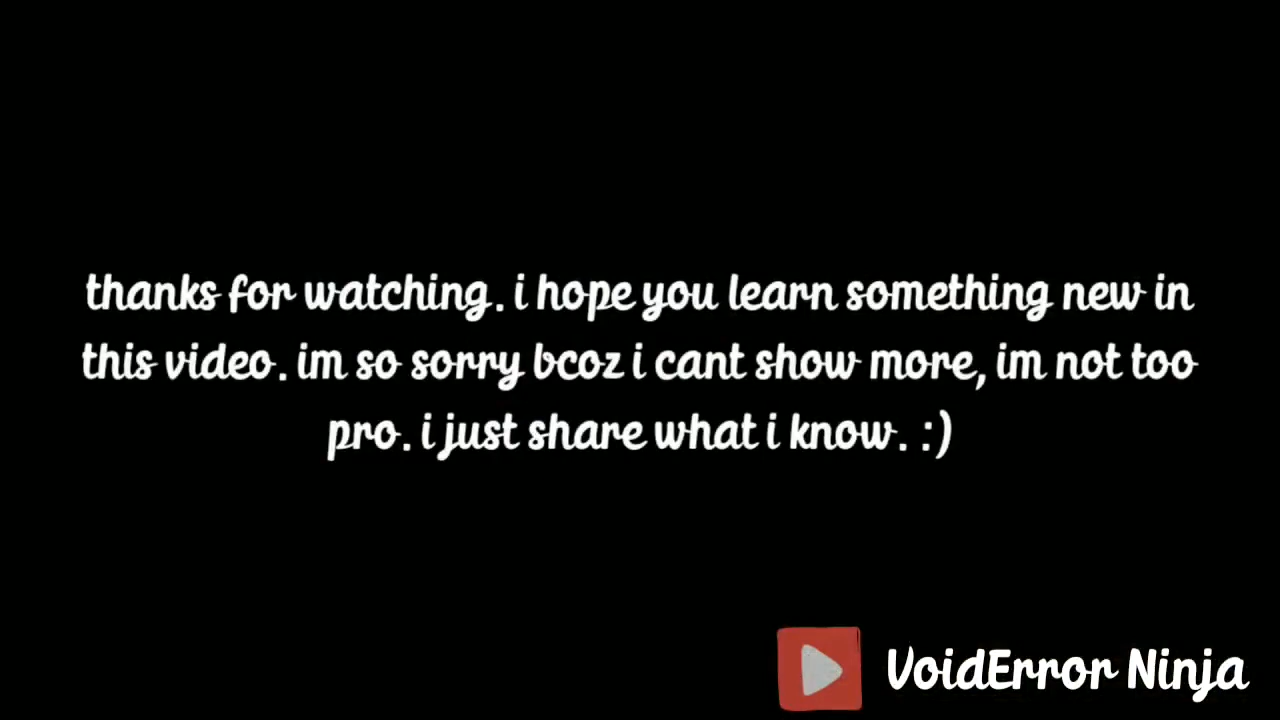 thanks for watching. i hope you learn something new in
this video. im so sorry bcoz i cant show more, im not too
pro. i just share what i know. :)
VoidError Ninja